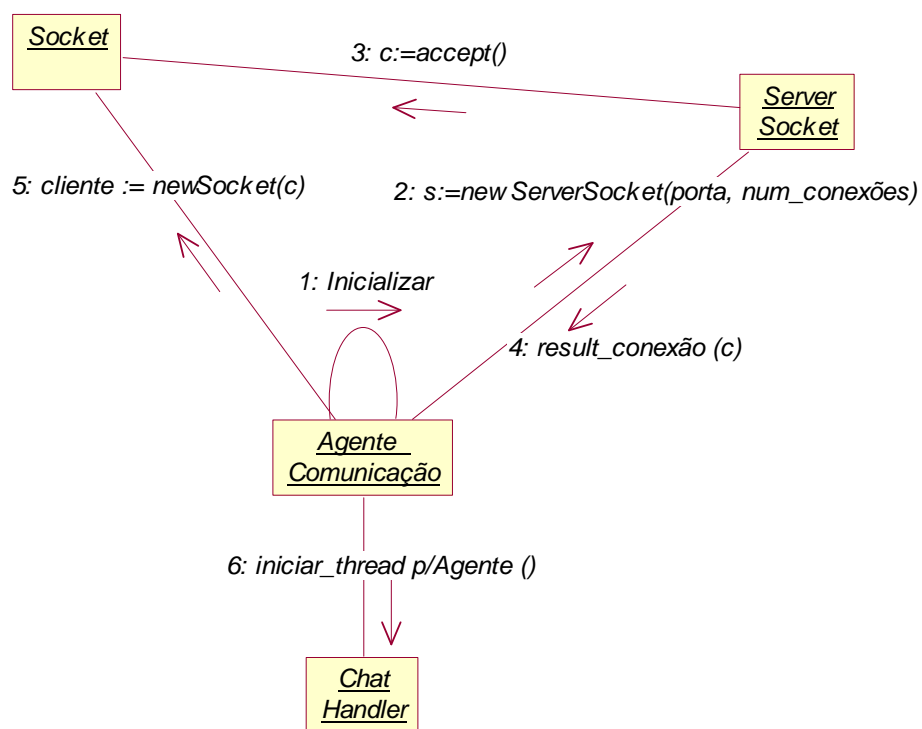 Socket
3: c:=accept()
Server
Socket
5: cliente := newSocket(c)
2: s:=new ServerSocket(porta, num_conexões)
1: Inicializar
4: result_conexão (c)
Agente_
Comunicação
6: iniciar_thread p/Agente ()
Chat
Handler